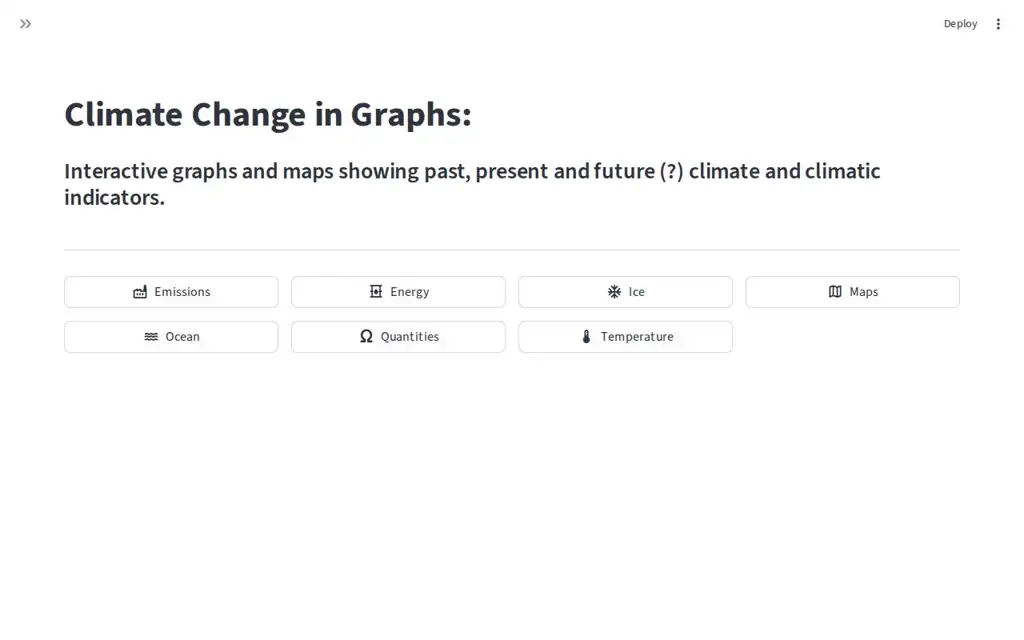 Deploy
Climate Change in Graphs:
Interactive graphs and maps showing past, present and future (?) climate and climatic
indicators.
Emissions
Energy
Ice
Maps
Ocean
Quantities
Temperature